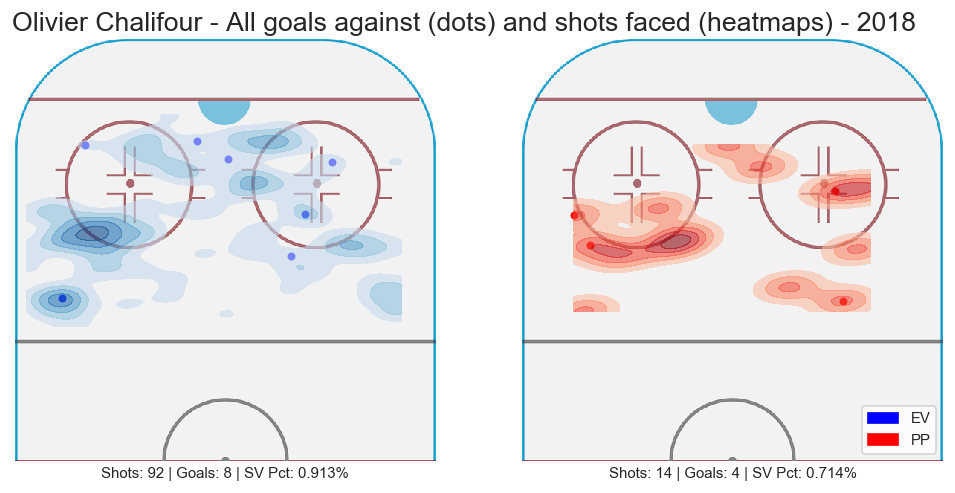 Olivier Chalifour - All goals against (dots) and shots faced (heatmaps) - 2018
EV
PP
Shots: 92 | Goals: 8 | SV Pct: 0.913%
Shots: 14 | Goals: 4 | SV Pct: 0.714%